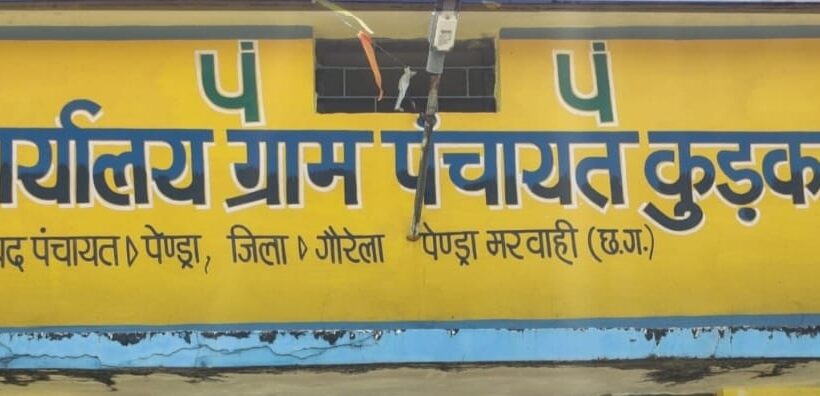 पं पं
र्यालय ग्राम पंचायत कुड़क
द पंचायत ▷ पेण्ड्रा, जिला ▷ गौरेला पेण्ड्रा मरवाही (छ.ग.)